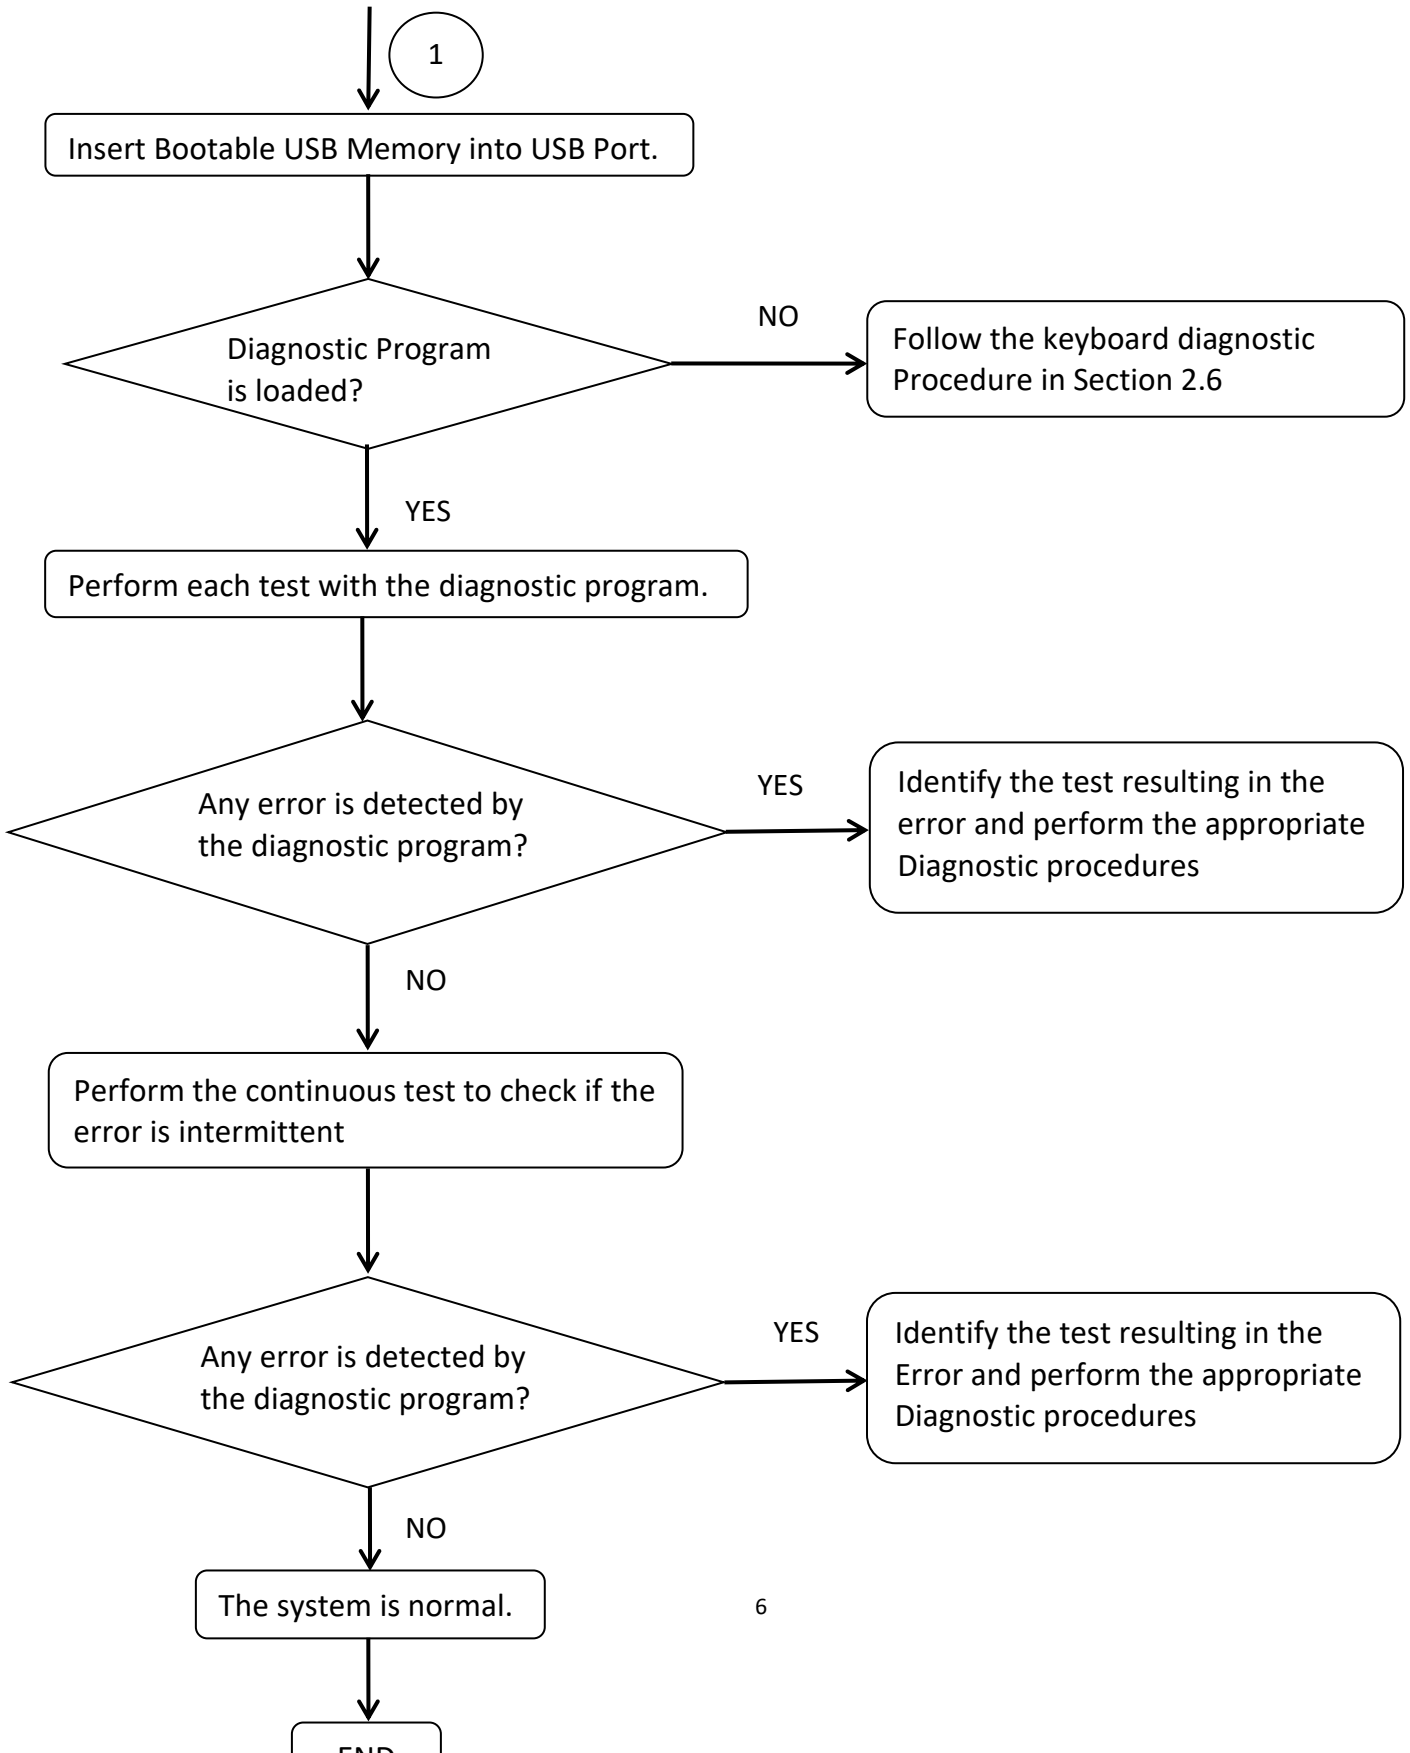 1
Insert Bootable USB Memory into USB Port.
Diagnostic Program
is loaded?
NO
Follow the keyboard diagnostic
Procedure in Section 2.6
YES
Perform each test with the diagnostic program.
Any error is detected by
the diagnostic program?
YES
Identify the test resulting in the
error and perform the appropriate
Diagnostic procedures
NO
Perform the continuous test to check if the
error is intermittent
Any error is detected by
the diagnostic program?
YES
Identify the test resulting in the
Error and perform the appropriate
Diagnostic procedures
NO
The system is normal.
6
END